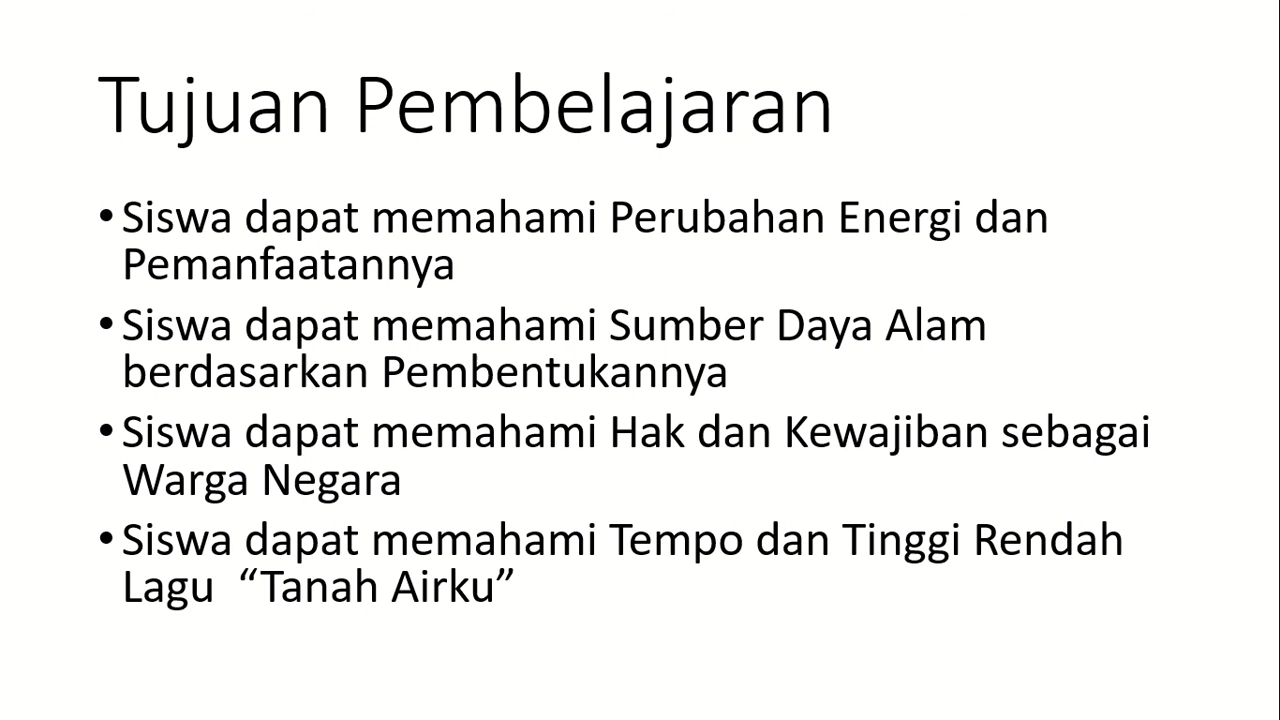 Tujuan Pembelajaran
•Siswa dapat memahami Perubahan Energi dan
Pemanfaatannya
•Siswa dapat memahami Sumber Daya Alam
berdasarkan Pembentukannya
•Siswa dapat memahami Hak dan Kewajiban sebagai
Warga Negara
•Siswa dapat memahami Tempo dan Tinggi Rendah
Lagu “Tanah Airku”